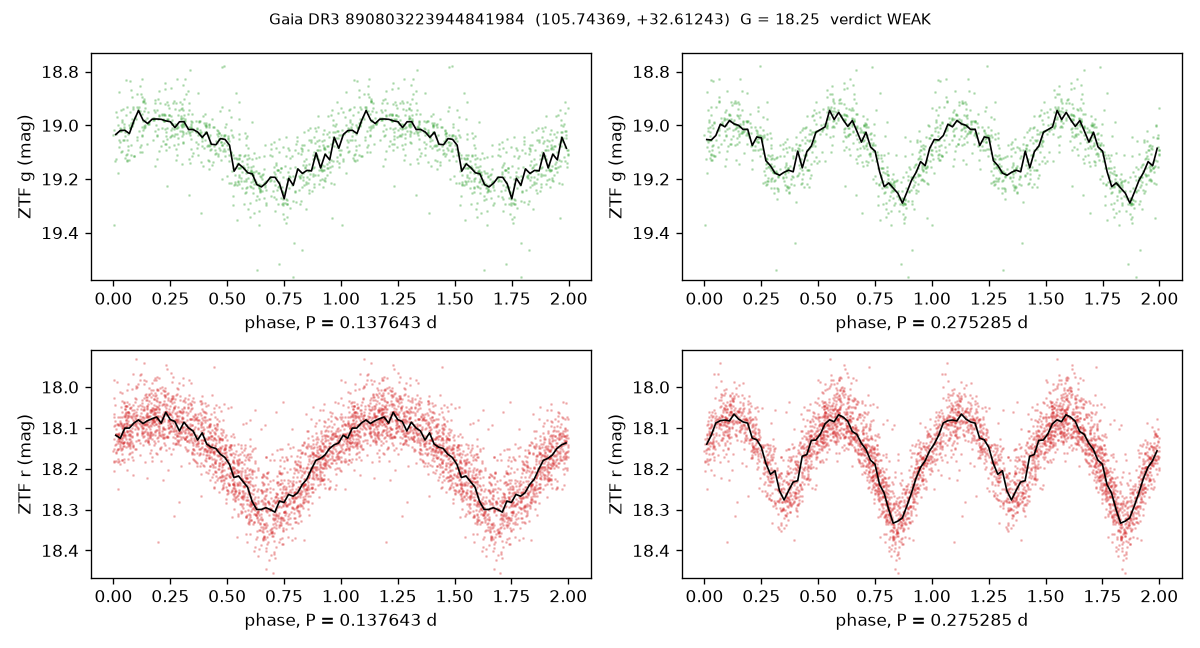 Gaia DR3 890803223944841984 (105.74369, +32.61243) G = 18.25 verdict WEAK
ZTF g (mag)
18.8
19.0
19.2
19.4
0.00 0.25 0.50 0.75 1.00 1.25 1.50 1.75 2.00
phase, P = 0.137643 d
ZTF g (mag)
18.8
19.0
19.2
19.4
0.00 0.25 0.50 0.75 1.00 1.25 1.50 1.75 2.00
phase, P = 0.275285 d
ZTF r (mag)
18.0
18.1
18.2
18.3
18.4
0.00 0.25 0.50 0.75 1.00 1.25 1.50 1.75 2.00
phase, P = 0.137643 d
ZTF r (mag)
18.0
18.1
18.2
18.3
18.4
0.00 0.25 0.50 0.75 1.00 1.25 1.50 1.75 2.00
phase, P = 0.275285 d